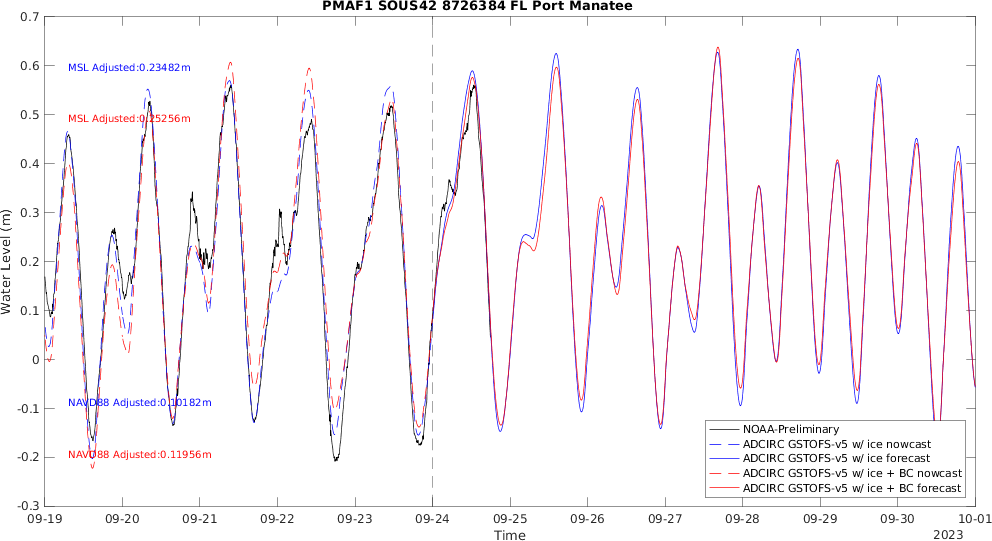 PMAF1 SOUS42 8726384 FL Port Manatee
0.7
0.6
0.5
0.4
0.3
0.2
0.1
0
-0.1
-0.2
-0.3
Water Level (m)
MSL Adjusted:0.23482m
MSL Adjusted:0.25256m
NAVD88 Adjusted:0.10182m
NAVD88 Adjusted:0.11956m
NOAA-Preliminary
ADCIRC GSTOFS-v5 w/ ice nowcast
ADCIRC GSTOFS-v5 w/ ice forecast
ADCIRC GSTOFS-v5 w/ ice + BC nowcast
ADCIRC GSTOFS-v5 w/ ice + BC forecast
09-19 09-20 09-21 09-22 09-23 09-24 09-25 09-26 09-27 09-28 09-29 09-30 10-01
Time
2023